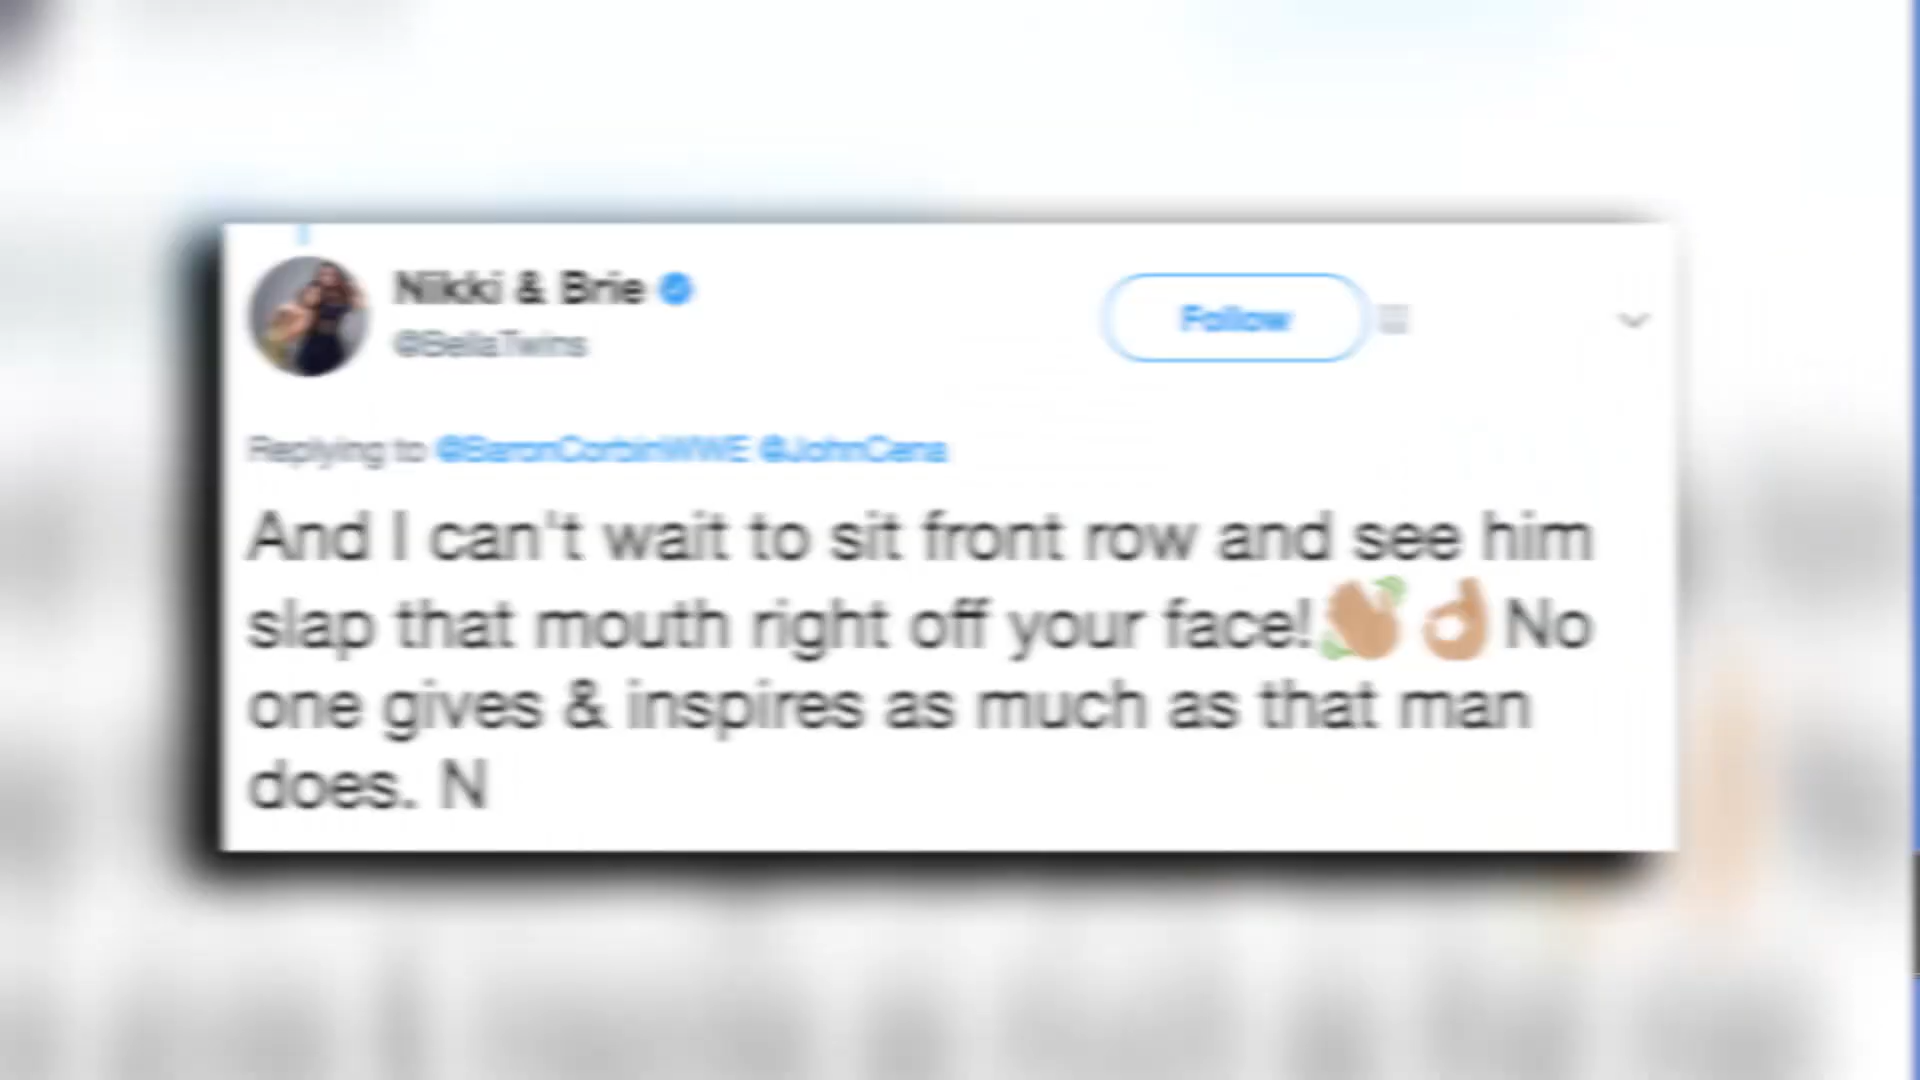 Nikki & Brie
@BellaTwins
Follow
Replying to @BaronCorbinWWE @JohnCena
And I can't wait to sit front row and see him
slap that mouth right off your face!👋🏽👌🏽 No
one gives & inspires as much as that man
does. N